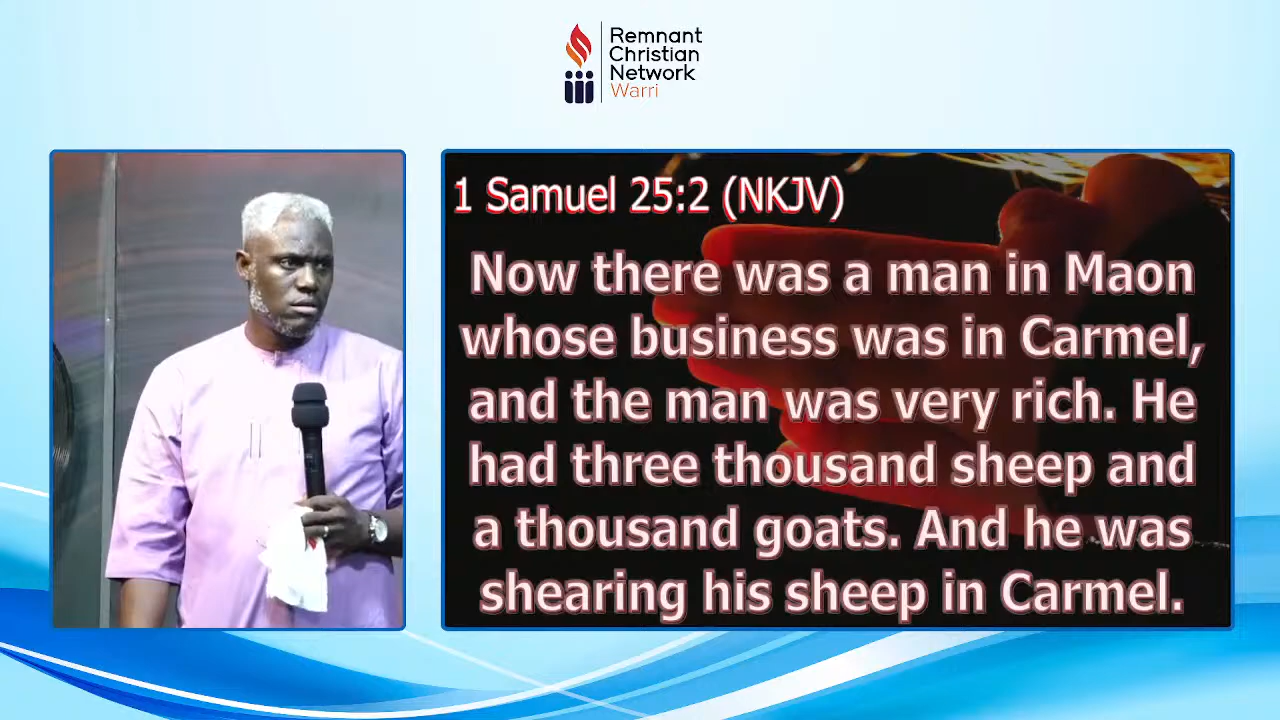 Remnant
Christian
Network
Warri
1 Samuel 25:2 (NKJV)
Now there was a man in Maon
whose business was in Carmel,
and the man was very rich. He
had three thousand sheep and
a thousand goats. And he was
shearing his sheep in Carmel.